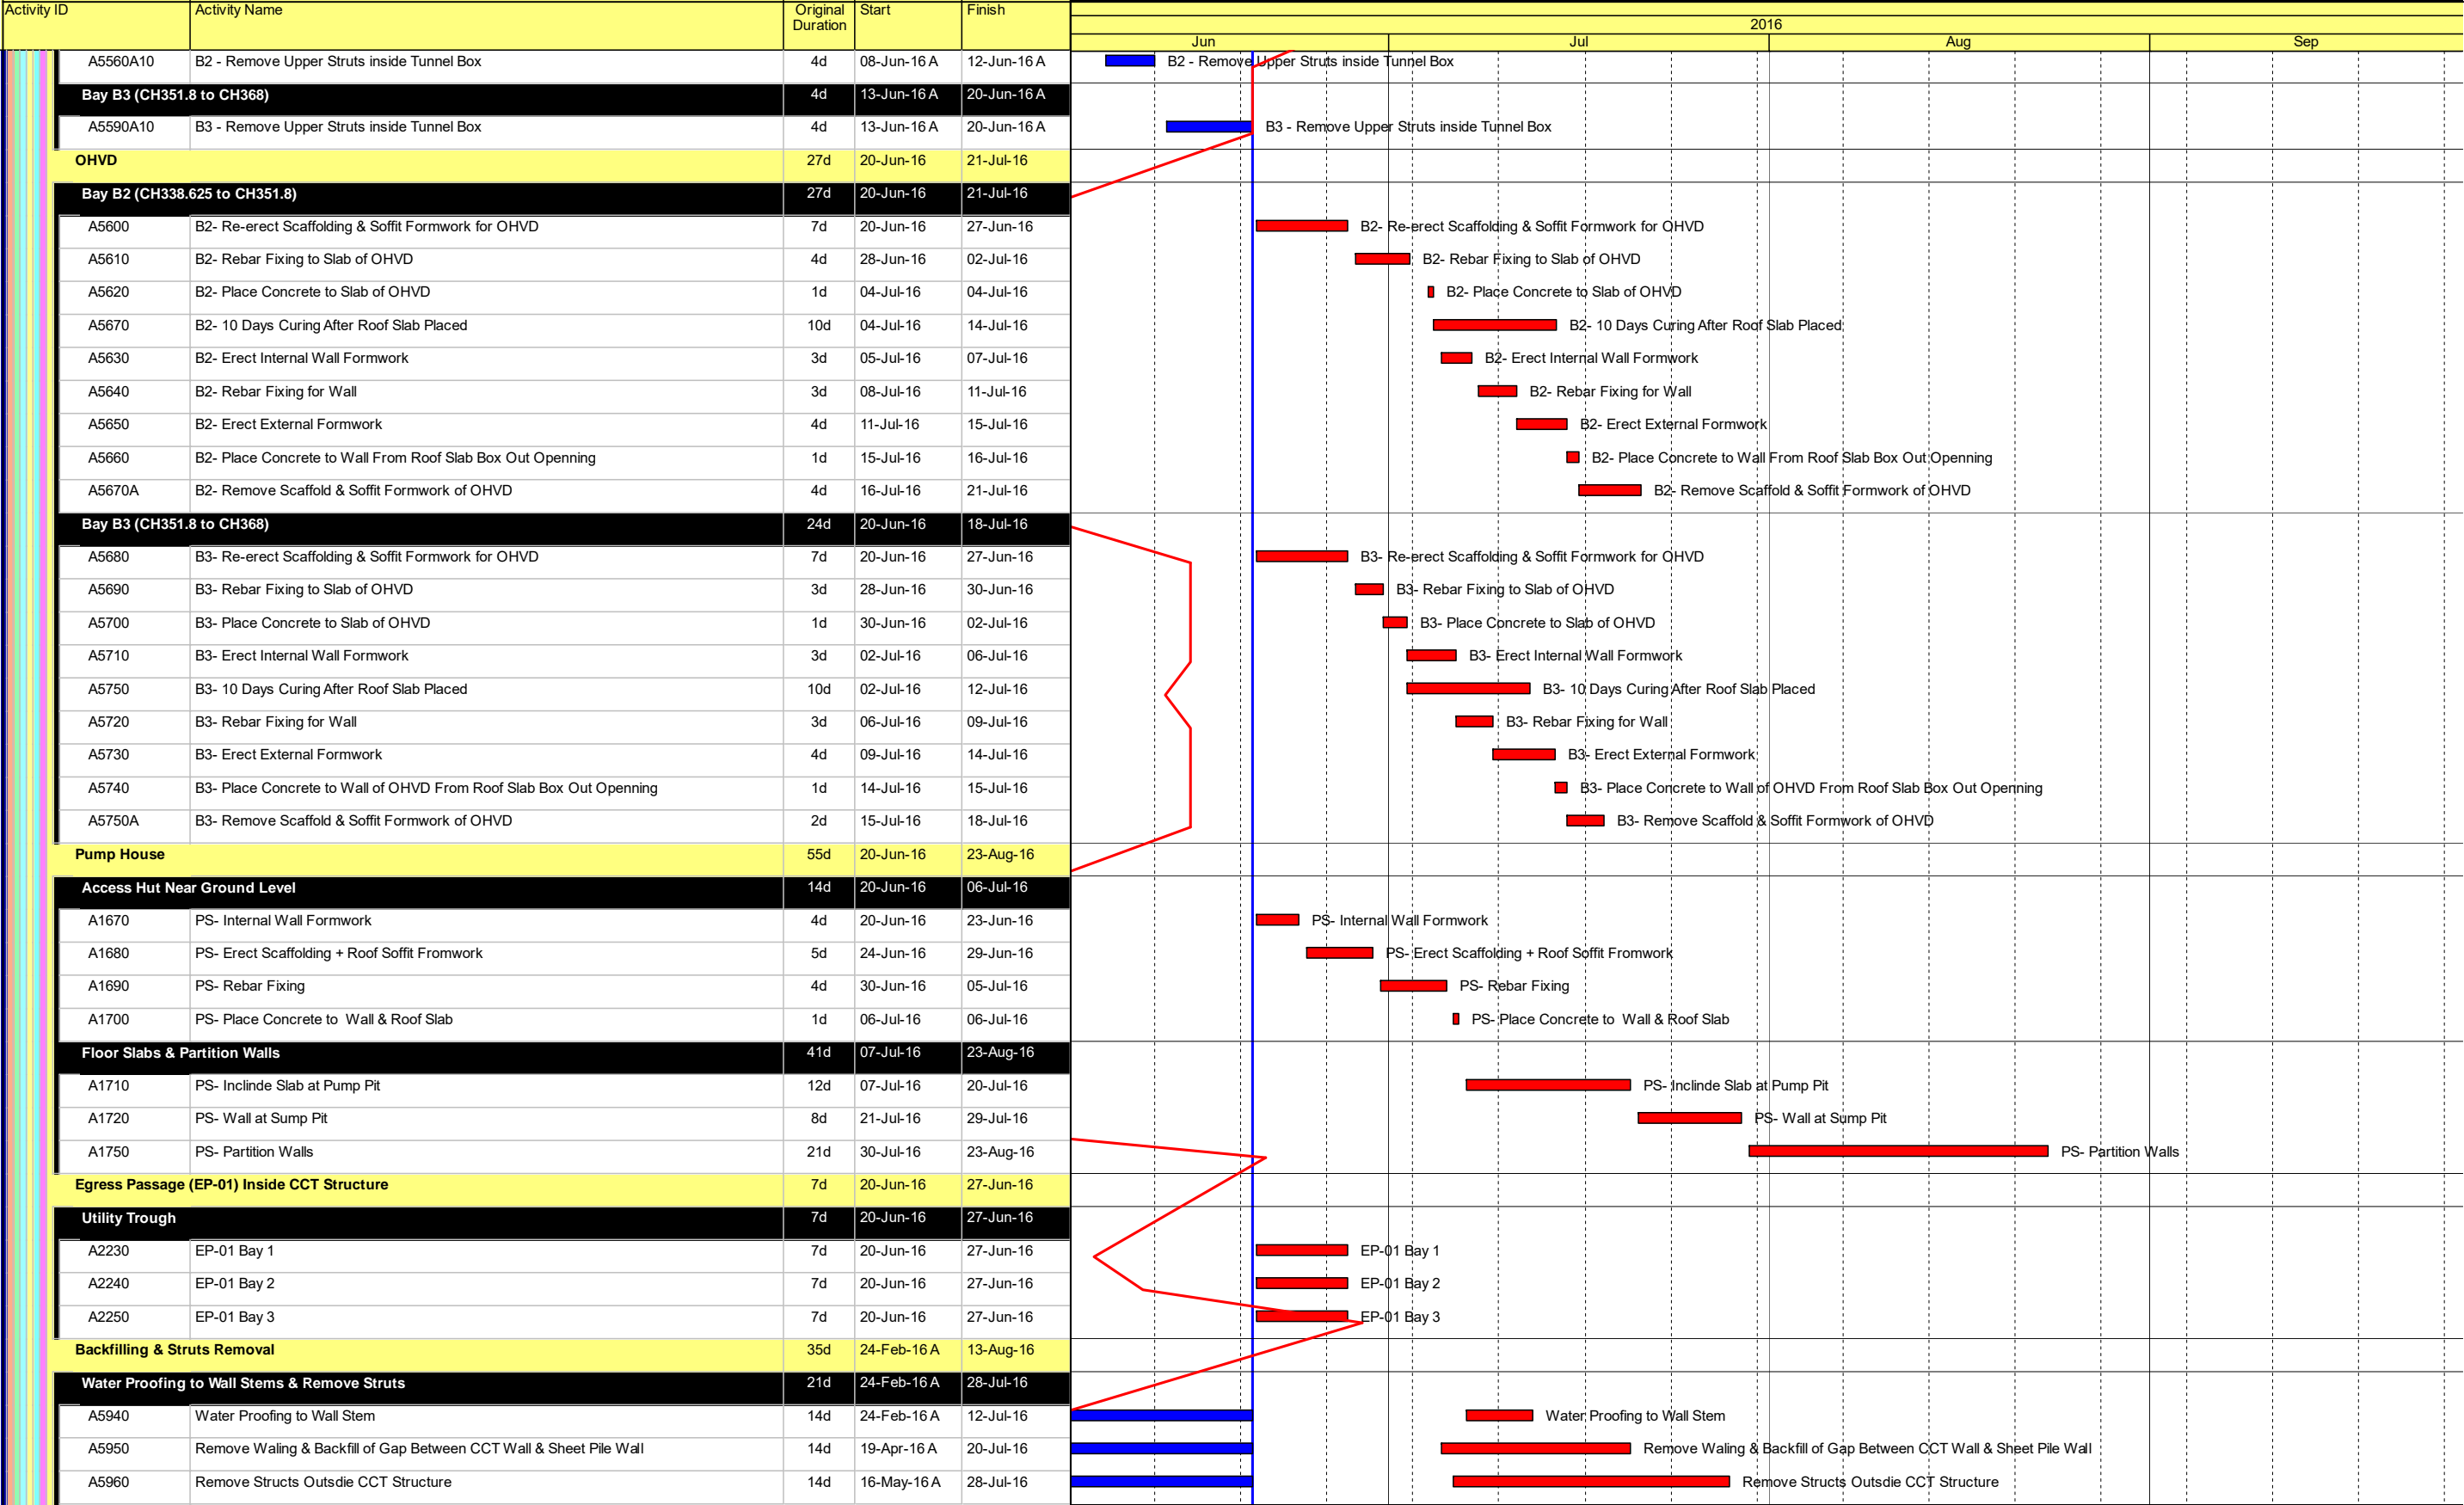 Activity ID Activity Name Original Duration Start Finish
2016
Jun Jul Aug Sep
A5560A10 B2 - Remove Upper Struts inside Tunnel Box 4d 08-Jun-16 A 12-Jun-16 A B2 - Remove Upper Struts inside Tunnel Box
Bay B3 (CH351.8 to CH368) 4d 13-Jun-16 A 20-Jun-16 A
A5590A10 B3 - Remove Upper Struts inside Tunnel Box 4d 13-Jun-16 A 20-Jun-16 A B3 - Remove Upper Struts inside Tunnel Box
OHVD 27d 20-Jun-16 21-Jul-16
Bay B2 (CH338.625 to CH351.8) 27d 20-Jun-16 21-Jul-16
A5600 B2- Re-erect Scaffolding & Soffit Formwork for OHVD 7d 20-Jun-16 27-Jun-16 B2- Re-erect Scaffolding & Soffit Formwork for OHVD
A5610 B2- Rebar Fixing to Slab of OHVD 4d 28-Jun-16 02-Jul-16 B2- Rebar Fixing to Slab of OHVD
A5620 B2- Place Concrete to Slab of OHVD 1d 04-Jul-16 04-Jul-16 B2- Place Concrete to Slab of OHVD
A5670 B2- 10 Days Curing After Roof Slab Placed 10d 04-Jul-16 14-Jul-16 B2- 10 Days Curing After Roof Slab Placed
A5630 B2- Erect Internal Wall Formwork 3d 05-Jul-16 07-Jul-16 B2- Erect Internal Wall Formwork
A5640 B2- Rebar Fixing for Wall 3d 08-Jul-16 11-Jul-16 B2- Rebar Fixing for Wall
A5650 B2- Erect External Formwork 4d 11-Jul-16 15-Jul-16 B2- Erect External Formwork
A5660 B2- Place Concrete to Wall From Roof Slab Box Out Openning 1d 15-Jul-16 16-Jul-16 B2- Place Concrete to Wall From Roof Slab Box Out Openning
A5670A B2- Remove Scaffold & Soffit Formwork of OHVD 4d 16-Jul-16 21-Jul-16 B2- Remove Scaffold & Soffit Formwork of OHVD
Bay B3 (CH351.8 to CH368) 24d 20-Jun-16 18-Jul-16
A5680 B3- Re-erect Scaffolding & Soffit Formwork for OHVD 7d 20-Jun-16 27-Jun-16 B3- Re-erect Scaffolding & Soffit Formwork for OHVD
A5690 B3- Rebar Fixing to Slab of OHVD 3d 28-Jun-16 30-Jun-16 B3- Rebar Fixing to Slab of OHVD
A5700 B3- Place Concrete to Slab of OHVD 1d 30-Jun-16 02-Jul-16 B3- Place Concrete to Slab of OHVD
A5710 B3- Erect Internal Wall Formwork 3d 02-Jul-16 06-Jul-16 B3- Erect Internal Wall Formwork
A5750 B3- 10 Days Curing After Roof Slab Placed 10d 02-Jul-16 12-Jul-16 B3- 10 Days Curing After Roof Slab Placed
A5720 B3- Rebar Fixing for Wall 3d 06-Jul-16 09-Jul-16 B3- Rebar Fixing for Wall
A5730 B3- Erect External Formwork 4d 09-Jul-16 14-Jul-16 B3- Erect External Formwork
A5740 B3- Place Concrete to Wall of OHVD From Roof Slab Box Out Openning 1d 14-Jul-16 15-Jul-16 B3- Place Concrete to Wall of OHVD From Roof Slab Box Out Openning
A5750A B3- Remove Scaffold & Soffit Formwork of OHVD 2d 15-Jul-16 18-Jul-16 B3- Remove Scaffold & Soffit Formwork of OHVD
Pump House 55d 20-Jun-16 23-Aug-16
Access Hut Near Ground Level 14d 20-Jun-16 06-Jul-16
A1670 PS- Internal Wall Formwork 4d 20-Jun-16 23-Jun-16 PS- Internal Wall Formwork
A1680 PS- Erect Scaffolding + Roof Soffit Fromwork 5d 24-Jun-16 29-Jun-16 PS- Erect Scaffolding + Roof Soffit Fromwork
A1690 PS- Rebar Fixing 4d 30-Jun-16 05-Jul-16 PS- Rebar Fixing
A1700 PS- Place Concrete to Wall & Roof Slab 1d 06-Jul-16 06-Jul-16 PS- Place Concrete to Wall & Roof Slab
Floor Slabs & Partition Walls 41d 07-Jul-16 23-Aug-16
A1710 PS- Inclinde Slab at Pump Pit 12d 07-Jul-16 20-Jul-16 PS- Inclinde Slab at Pump Pit
A1720 PS- Wall at Sump Pit 8d 21-Jul-16 29-Jul-16 PS- Wall at Sump Pit
A1750 PS- Partition Walls 21d 30-Jul-16 23-Aug-16 PS- Partition Walls
Egress Passage (EP-01) Inside CCT Structure 7d 20-Jun-16 27-Jun-16
Utility Trough 7d 20-Jun-16 27-Jun-16
A2230 EP-01 Bay 1 7d 20-Jun-16 27-Jun-16 EP-01 Bay 1
A2240 EP-01 Bay 2 7d 20-Jun-16 27-Jun-16 EP-01 Bay 2
A2250 EP-01 Bay 3 7d 20-Jun-16 27-Jun-16 EP-01 Bay 3
Backfilling & Struts Removal 35d 24-Feb-16 A 13-Aug-16
Water Proofing to Wall Stems & Remove Struts 21d 24-Feb-16 A 28-Jul-16
A5940 Water Proofing to Wall Stem 14d 24-Feb-16 A 12-Jul-16 Water Proofing to Wall Stem
A5950 Remove Waling & Backfill of Gap Between CCT Wall & Sheet Pile Wall 14d 19-Apr-16 A 20-Jul-16 Remove Waling & Backfill of Gap Between CCT Wall & Sheet Pile Wall
A5960 Remove Structs Outsdie CCT Structure 14d 16-May-16 A 28-Jul-16 Remove Structs Outsdie CCT Structure